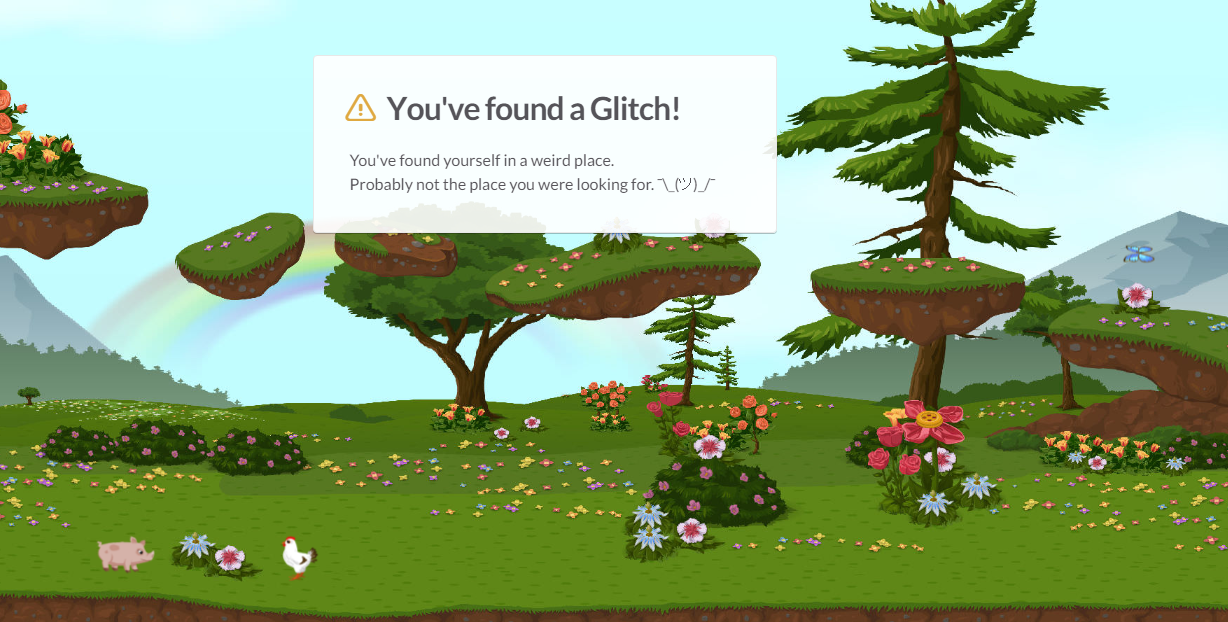 You've found a Glitch!
You've found yourself in a weird place.
Probably not the place you were looking for. ¯\_(ツ)_/¯